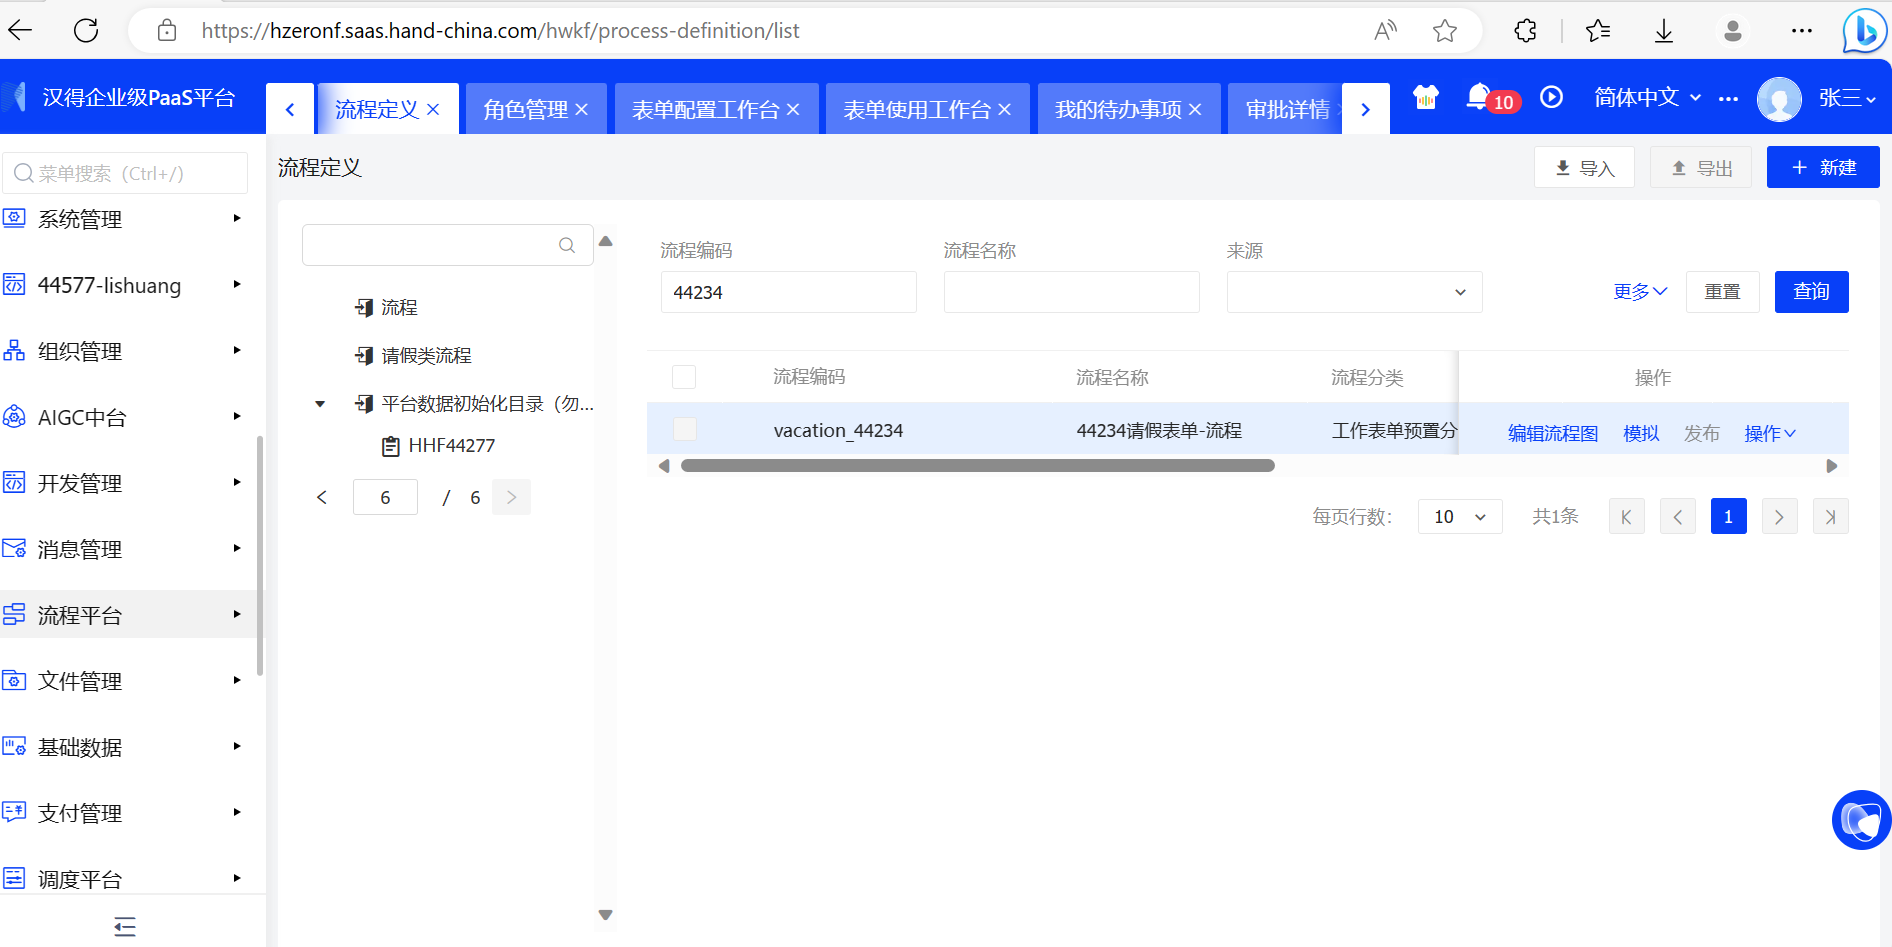 https://hzeronf.saas.hand-china.com/hwkf/process-definition/list
汉得企业级PaaS平台
流程定义
角色管理
表单配置工作台
表单使用工作台
我的待办事项
审批详情
10
简体中文
张三
菜单搜索（Ctrl+/）
系统管理
44577-lishuang
组织管理
AIGC中台
开发管理
消息管理
流程平台
文件管理
基础数据
支付管理
调度平台
流程定义
导入
导出
新建
流程
请假类流程
平台数据初始化目录（勿...
HHF44277
6 / 6
流程编码
流程名称
来源
44234
更多
重置
查询
流程编码 流程名称 流程分类 操作
vacation_44234 44234请假表单-流程 工作表单预置分 编辑流程图 模拟 发布 操作
每页行数： 10 共1条 1